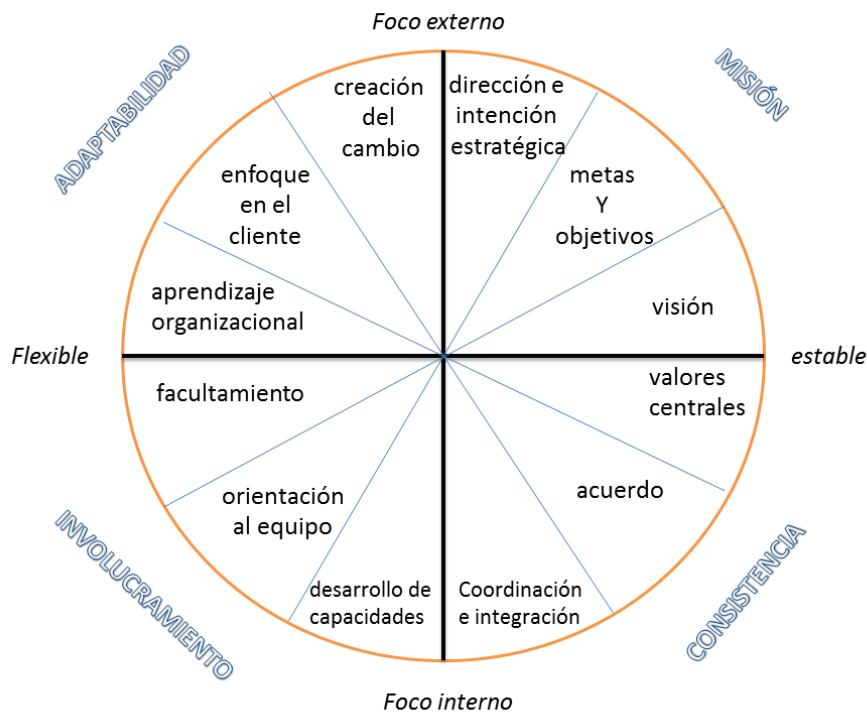 Foco externo
ADAPTABILIDAD
MISIÓN
creación
del
cambio
dirección e
intención
estratégica
enfoque
en el
cliente
metas
Y
objetivos
aprendizaje
organizacional
visión
Flexible
estable
facultamiento
valores
centrales
orientación
al equipo
acuerdo
desarrollo de
capacidades
Coordinación
e integración
INVOLUCRAMIENTO
CONSISTENCIA
Foco interno